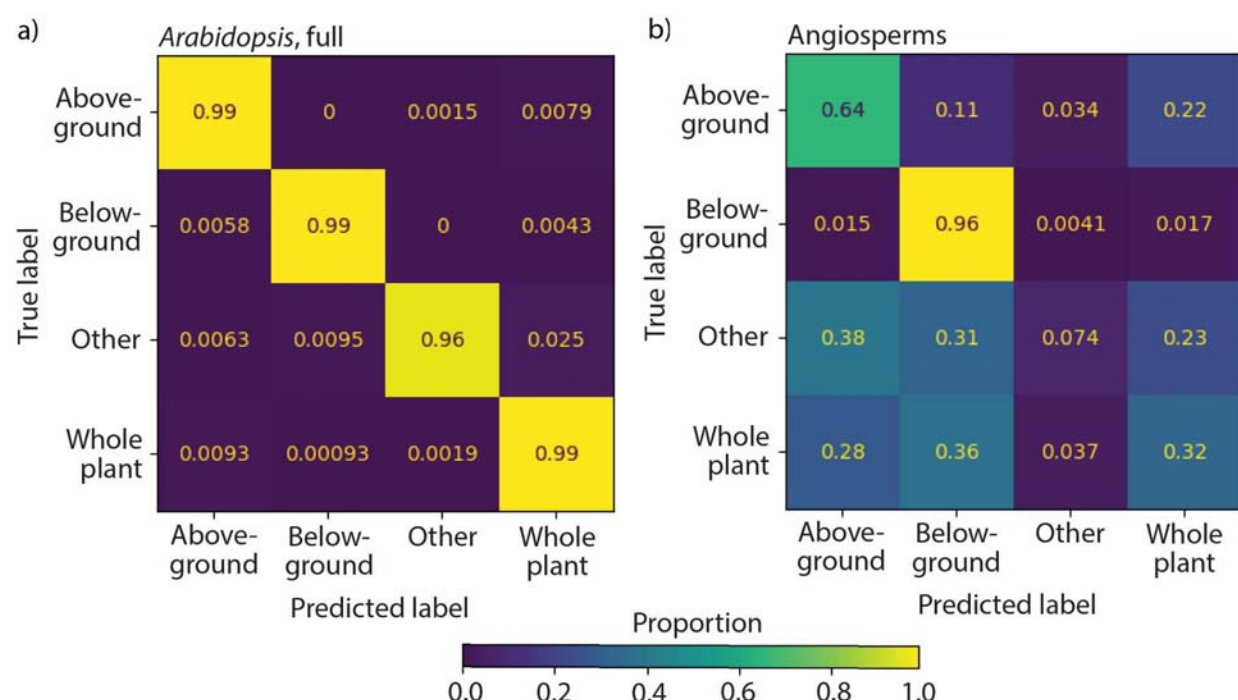 a)
Arabidopsis, full
True label
Above-
ground
0.99 0 0.0015 0.0079
Below-
ground
0.0058 0.99 0 0.0043
Other
0.0063 0.0095 0.96 0.025
Whole
plant
0.0093 0.00093 0.0019 0.99
Above-
ground
Below-
ground
Other
Whole
plant
Predicted label
b)
Angiosperms
True label
Above-
ground
0.64 0.11 0.034 0.22
Below-
ground
0.015 0.96 0.0041 0.017
Other
0.38 0.31 0.074 0.23
Whole
plant
0.28 0.36 0.037 0.32
Above-
ground
Below-
ground
Other
Whole
plant
Predicted label
Proportion
0.0 0.2 0.4 0.6 0.8 1.0